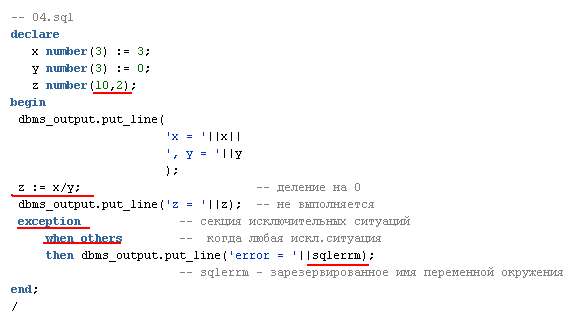 -- 04.sql
declare
x number(3) := 3;
y number(3) := 0;
z number(10,2);
begin
dbms_output.put_line(
'x = '||x||
', y = '||y
);
z := x/y; -- деление на 0
dbms_output.put_line('z = '||z); -- не выполняется
exception -- секция исключительных ситуаций
when others -- когда любая искл.ситуация
then dbms_output.put_line('error = '||sqlerrm);
-- sqlerrm - зарезервированное имя переменной окружения
end;
/